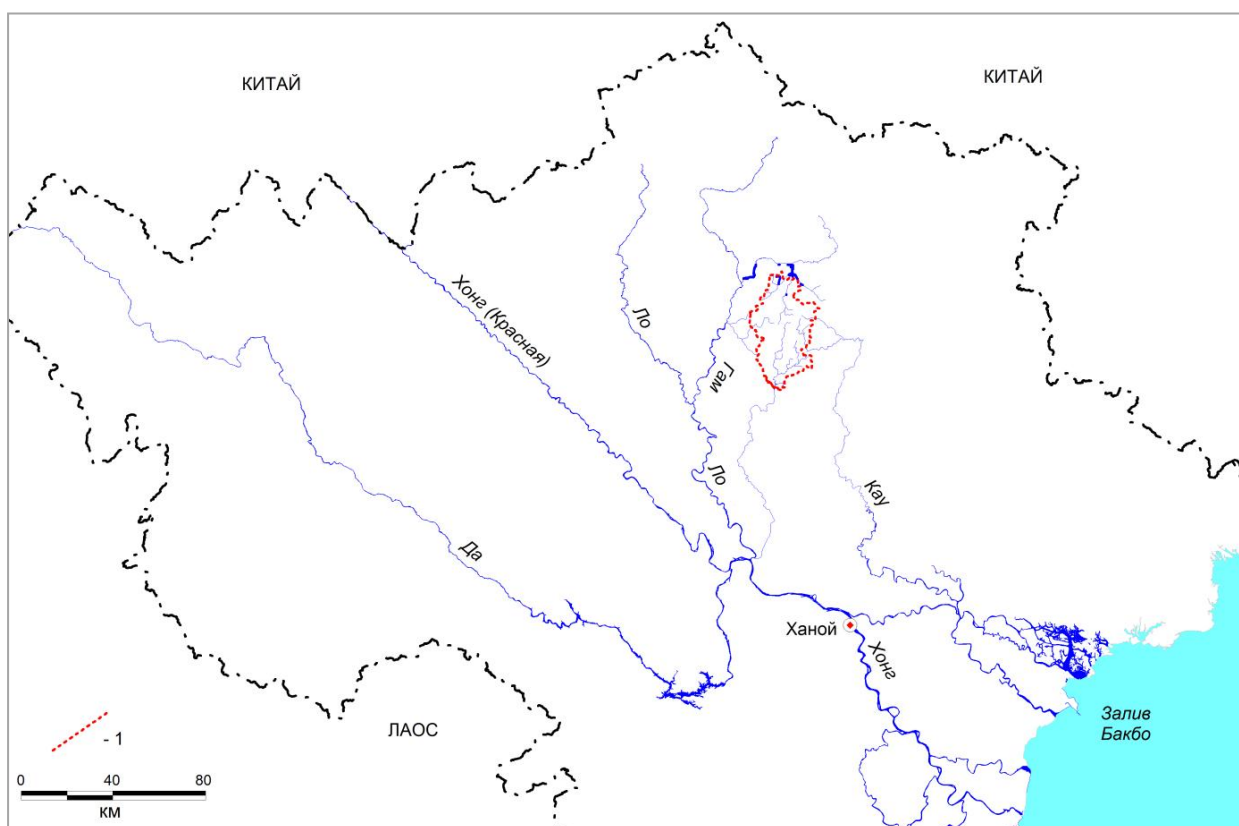 КИТАЙ
КИТАЙ
Хонг (Красная)
Ло
Гам
Ло
Кау
Да
Ханой
Хонг
Залив
Бакбо
ЛАОС
- 1
0 40 80
км